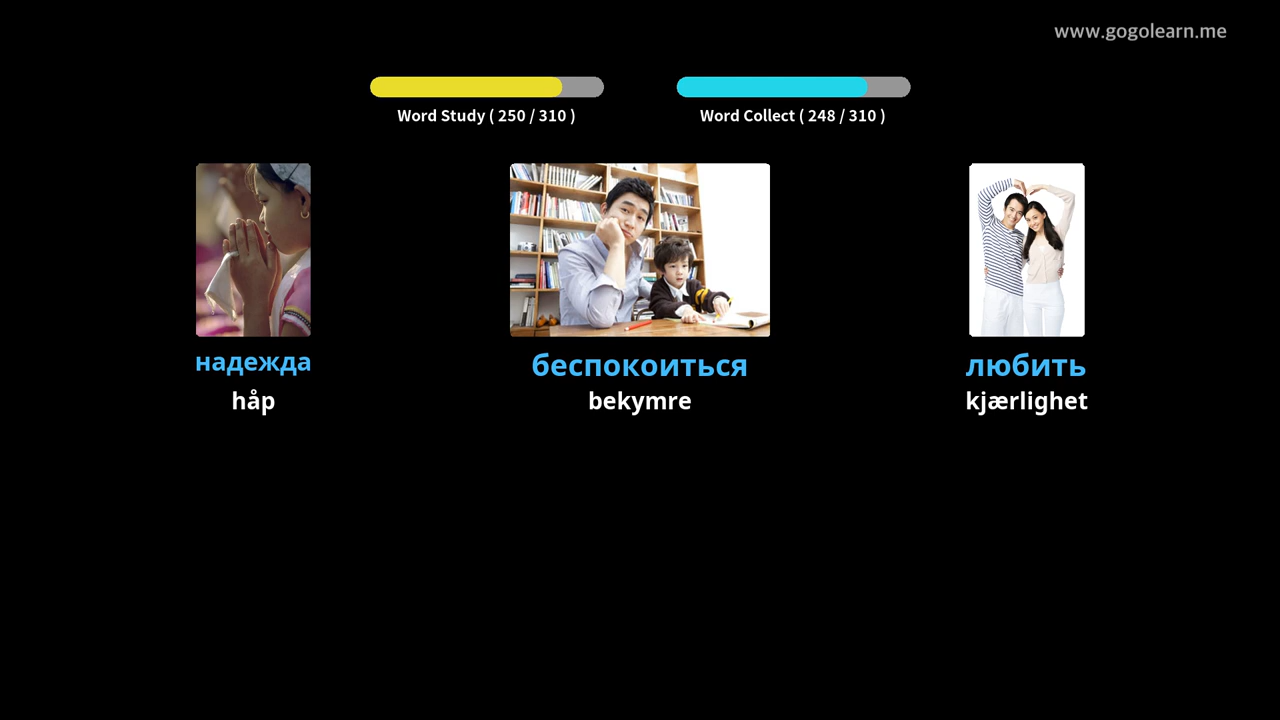 www.gogolearn.me
Word Study ( 250 / 310 )
Word Collect ( 248 / 310 )
надежда
беспокоиться
любить
håp
bekymre
kjærlighet